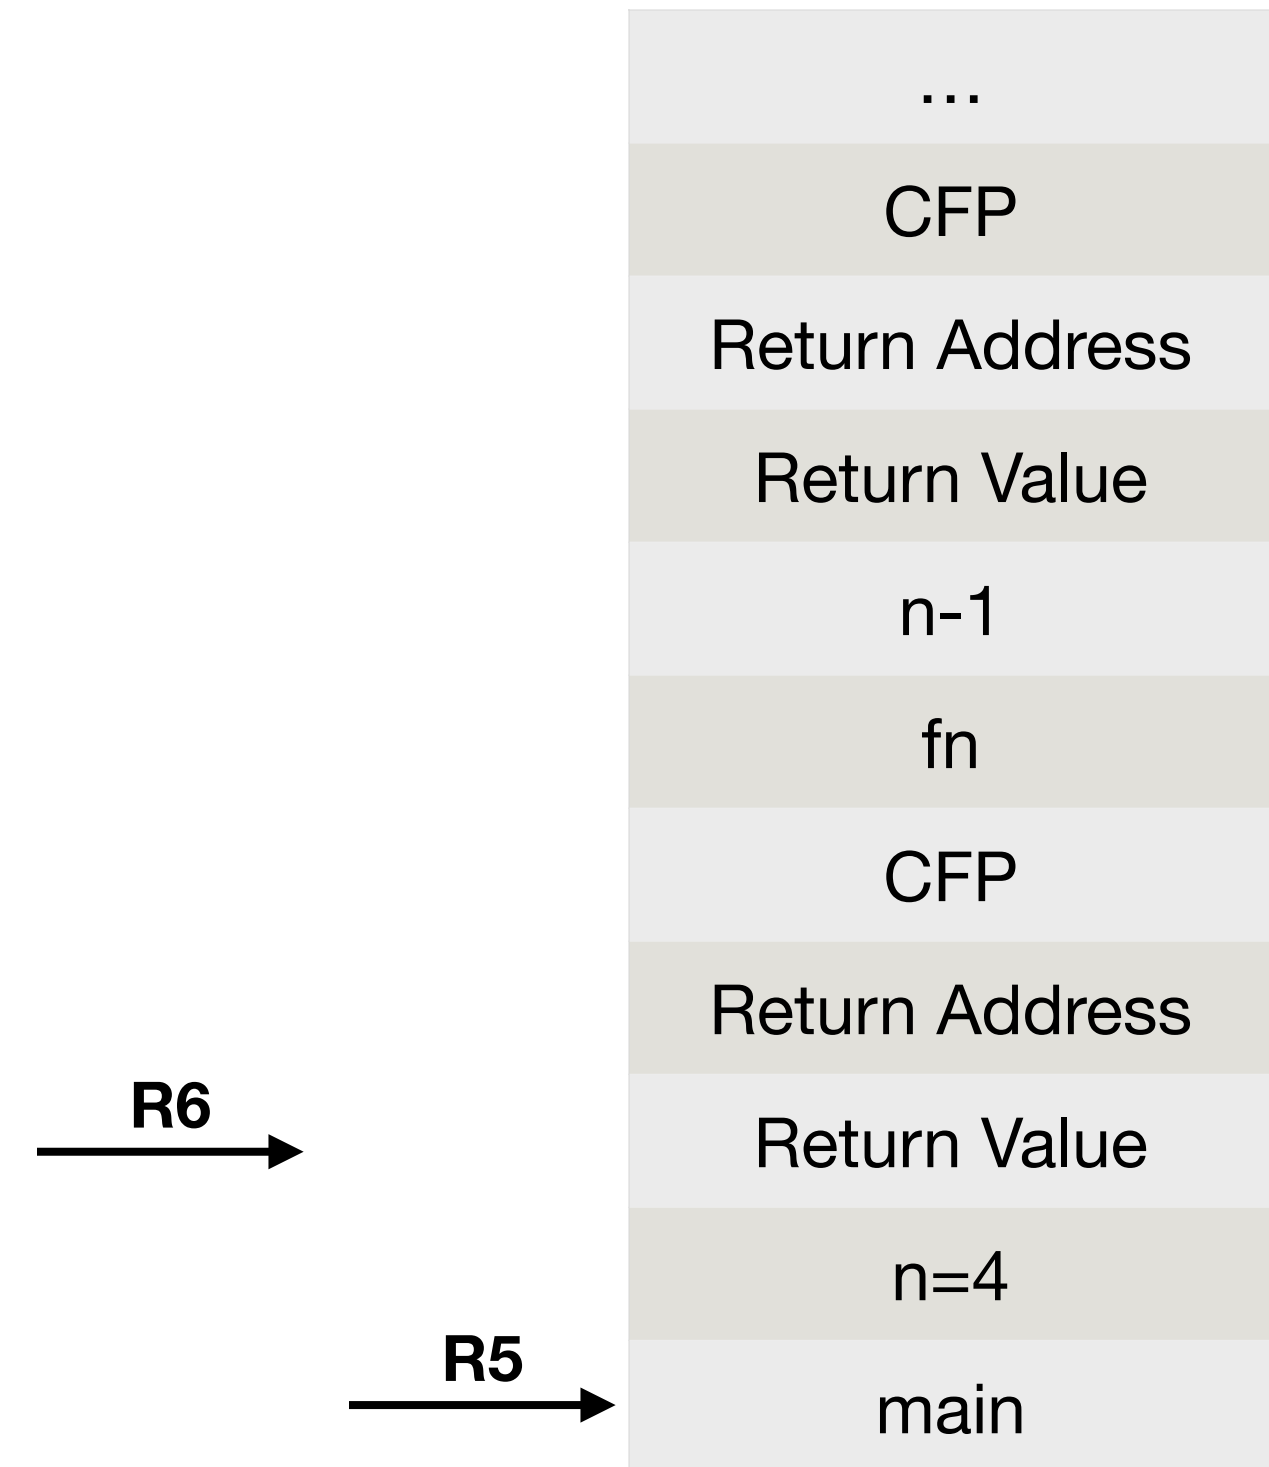 …
CFP
Return Address
Return Value
n-1
fn
CFP
Return Address
R6
Return Value
n=4
R5
main